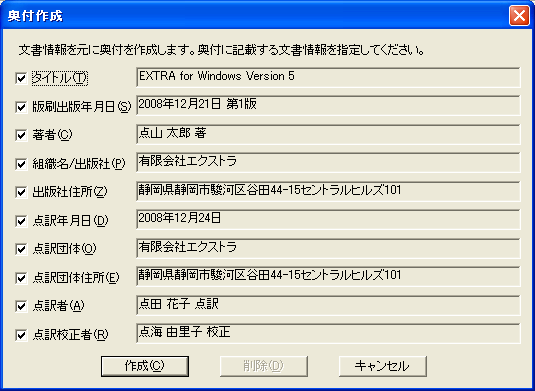 奥付作成
文書情報を元に奥付を作成します。奥付に記載する文書情報を指定してください。
タイトル(T) EXTRA for Windows Version 5
版刷出版年月日(S) 2008年12月21日 第1版
著者(C) 点山 太郎 著
組織名/出版社(P) 有限会社エクストラ
出版社住所(Z) 静岡県静岡市駿河区谷田44-15セントラルヒルズ101
点訳年月日(D) 2008年12月24日
点訳団体(O) 有限会社エクストラ
点訳団体住所(E) 静岡県静岡市駿河区谷田44-15セントラルヒルズ101
点訳者(A) 点田 花子 点訳
点訳校正者(R) 点海 由里子 校正
作成(C) 削除(D) キャンセル